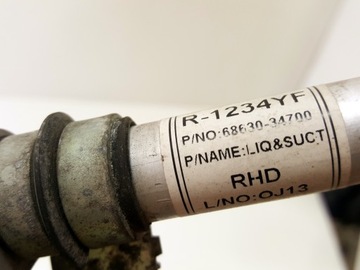 R-1234YF
P/NO:68630-34700
P/NAME:LIQ&SUCT
RHD
L/NO:OJ13